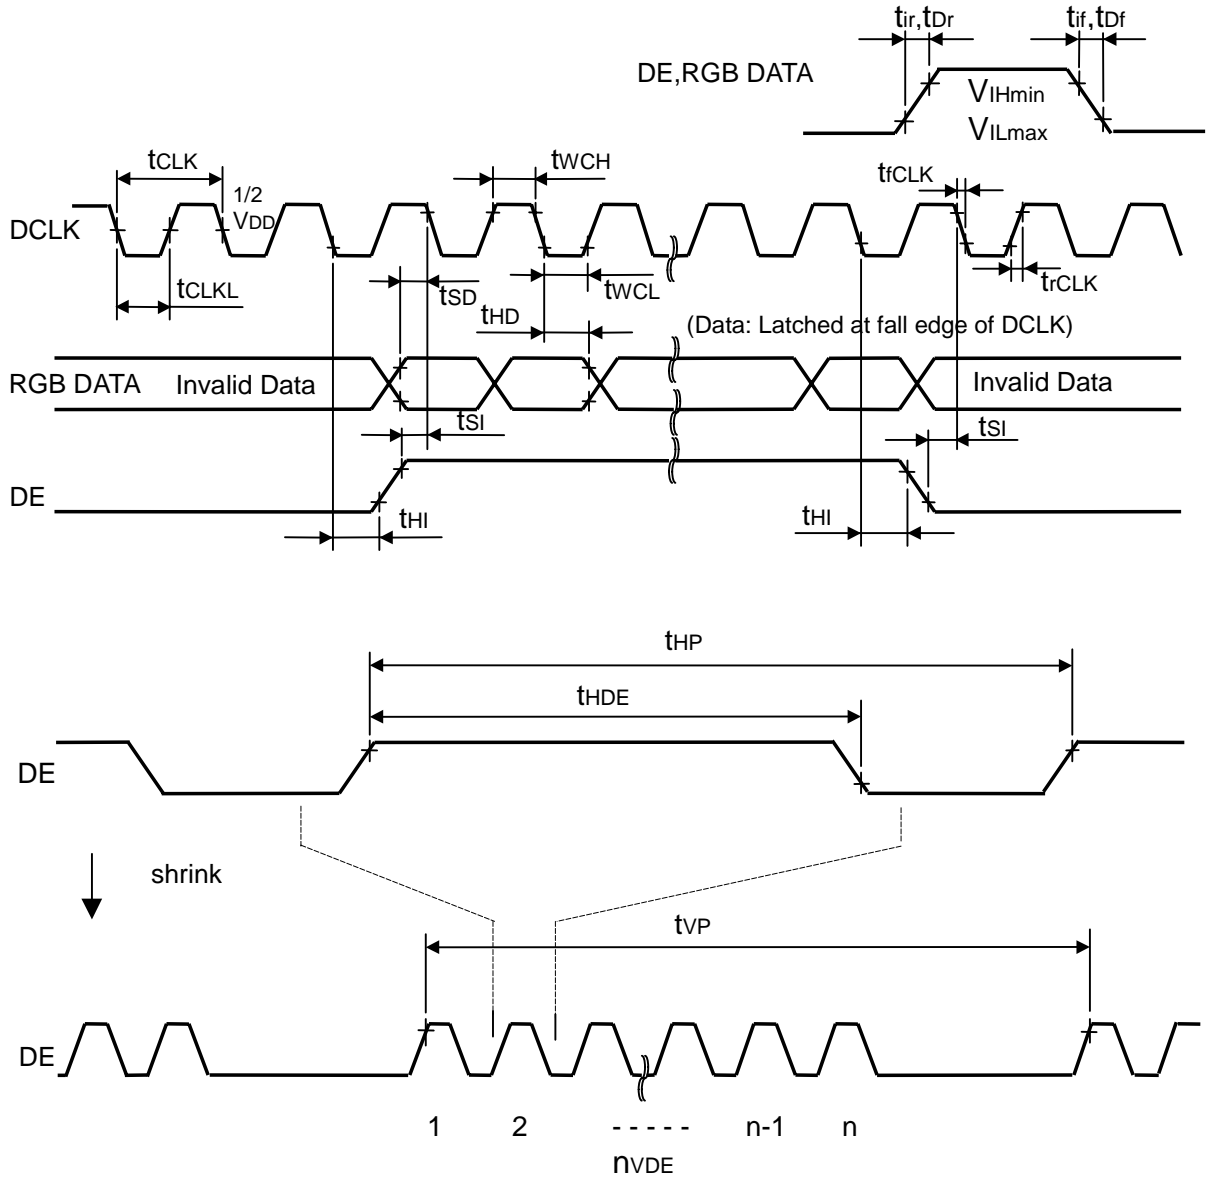 tir,tDr
tif,tDf
DE,RGB DATA
VIHmin
VILmax
tCLK
tWCH
tfCLK
1/2
VDD
DCLK
tCLKL
tSD
tWCL
trCLK
tHD
(Data: Latched at fall edge of DCLK)
RGB DATA
Invalid Data
Invalid Data
tSI
tSI
DE
tHI
tHI
tHP
tHDE
DE
shrink
tVP
DE
1 2 - - - - - n-1 n
nVDE